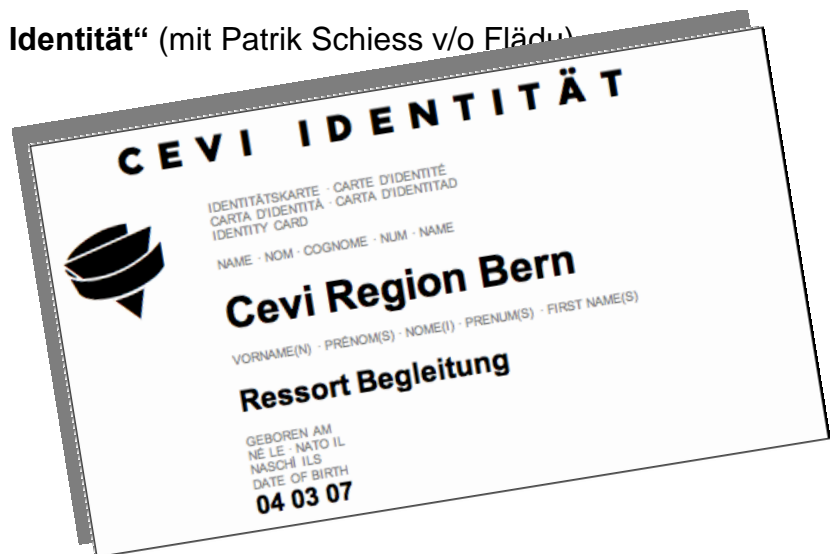 Identität“ (mit Patrik Schiess v/o Flädu)
CEVI IDENTITÄT
IDENTITÄTSKARTE · CARTE D'IDENTITÉ
CARTA D'IDENTITÀ · CARTA D'IDENTITAD
IDENTITY CARD
NAME · NOM · COGNOME · NUM · NAME
Cevi Region Bern
VORNAME(N) · PRÉNOM(S) · NOME(I) · PRENUM(S) · FIRST NAME(S)
Ressort Begleitung
GEBOREN AM
NÉ LE · NATO IL
NASCHÌ ILS
DATE OF BIRTH
04 03 07